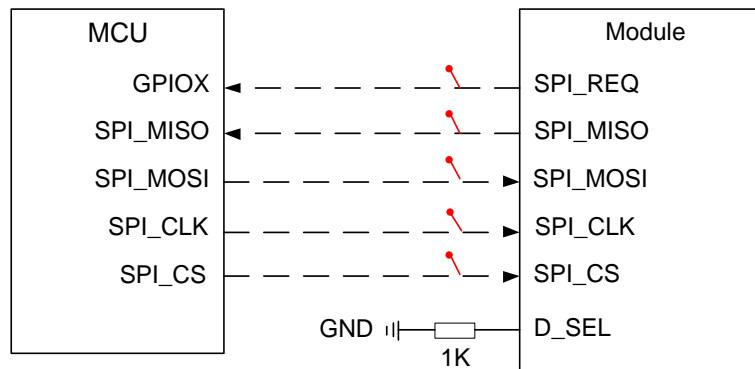 MCU
Module
GPIOX
SPI_REQ
SPI_MISO
SPI_MISO
SPI_MOSI
SPI_MOSI
SPI_CLK
SPI_CLK
SPI_CS
SPI_CS
GND
D_SEL
1K